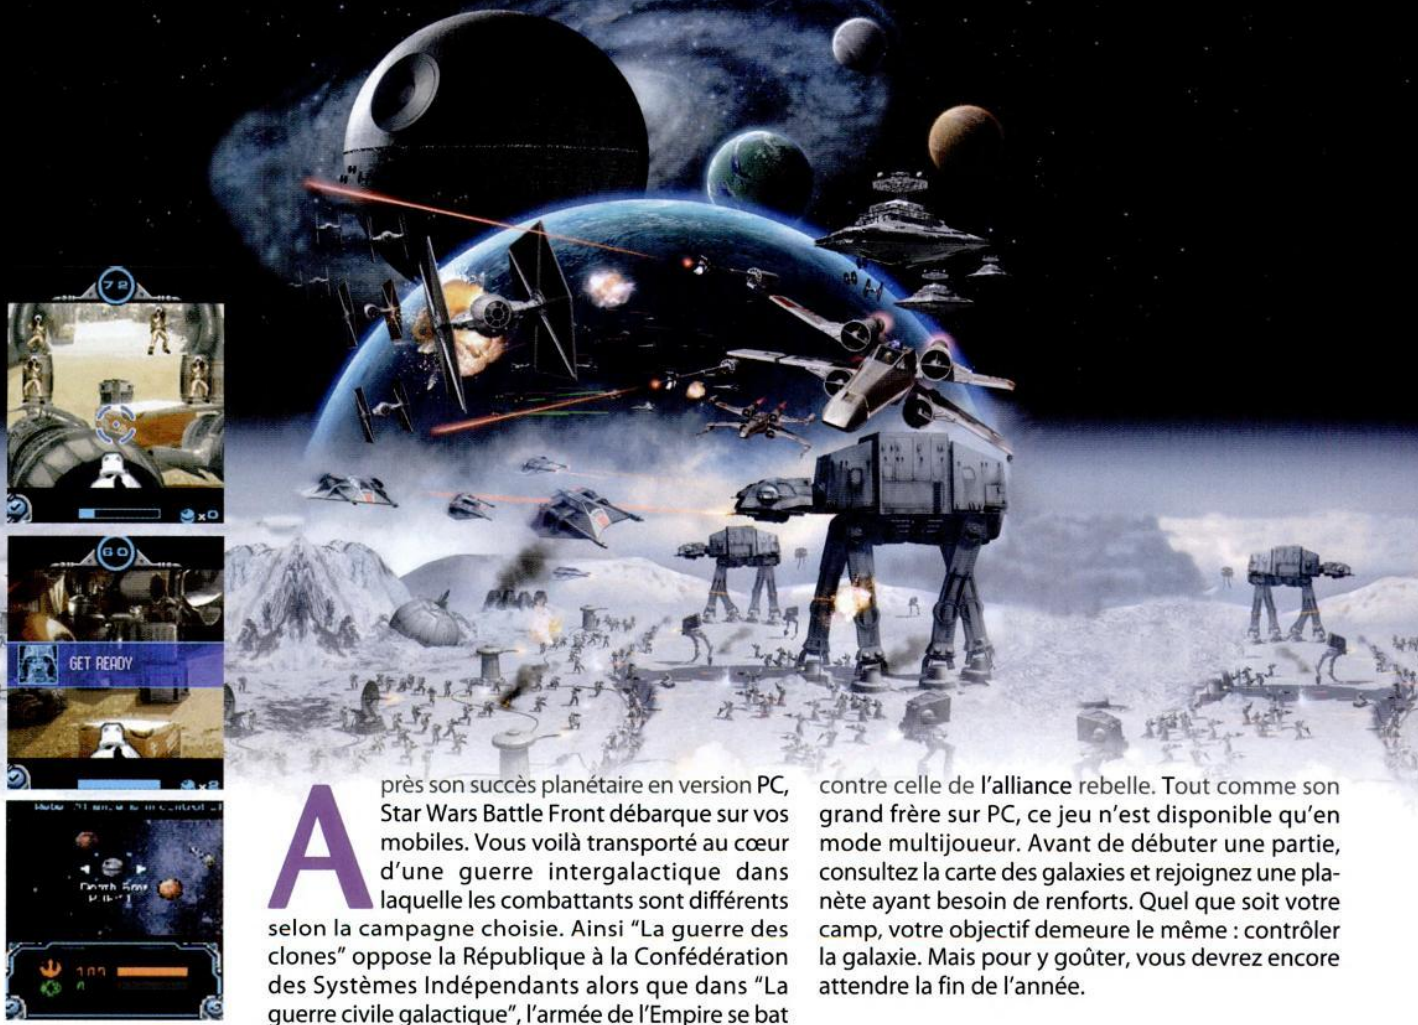 72
x0
60
GET READY
x2
Death Star
Après son succès planétaire en version PC,
Star Wars Battle Front débarque sur vos
mobiles. Vous voilà transporté au cœur
d'une guerre intergalactique dans
laquelle les combattants sont différents
selon la campagne choisie. Ainsi “La guerre des
clones” oppose la République à la Confédération
des Systèmes Indépendants alors que dans “La
guerre civile galactique”, l'armée de l'Empire se bat
contre celle de l'alliance rebelle. Tout comme son
grand frère sur PC, ce jeu n'est disponible qu'en
mode multijoueur. Avant de débuter une partie,
consultez la carte des galaxies et rejoignez une pla-
nète ayant besoin de renforts. Quel que soit votre
camp, votre objectif demeure le même : contrôler
la galaxie. Mais pour y goûter, vous devrez encore
attendre la fin de l'année.